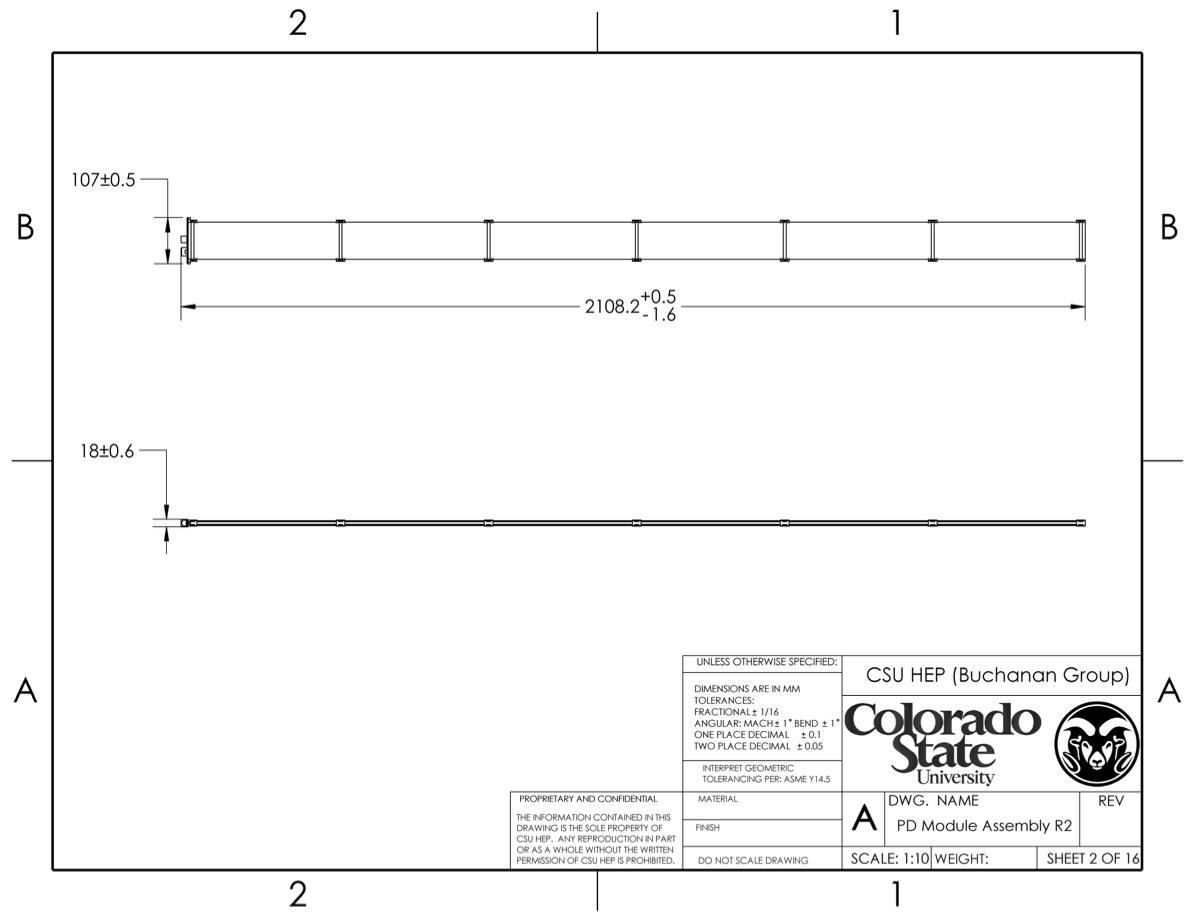 2 1
107±0.5
B B
2108.2 +0.5
- 1.6
18±0.6
A A
UNLESS OTHERWISE SPECIFIED:
DIMENSIONS ARE IN MM
TOLERANCES:
FRACTIONAL ± 1/16
ANGULAR: MACH ± 1° BEND ± 1°
ONE PLACE DECIMAL ± 0.1
TWO PLACE DECIMAL ± 0.05
INTERPRET GEOMETRIC
TOLERANCING PER: ASME Y14.5
MATERIAL
FINISH
DO NOT SCALE DRAWING
PROPRIETARY AND CONFIDENTIAL
THE INFORMATION CONTAINED IN THIS
DRAWING IS THE SOLE PROPERTY OF
CSU HEP. ANY REPRODUCTION IN PART
OR AS A WHOLE WITHOUT THE WRITTEN
PERMISSION OF CSU HEP IS PROHIBITED.
CSU HEP (Buchanan Group)
Colorado
State
University
A
DWG. NAME
PD Module Assembly R2
REV
SCALE: 1:10 WEIGHT: SHEET 2 OF 16
2 1